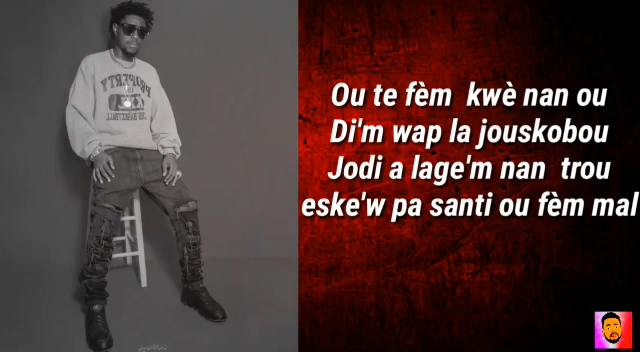 Ou te fèm kwè nan ou
Di'm wap la jouskobou
Jodi a lage'm nan trou
eske'w pa santi ou fèm mal